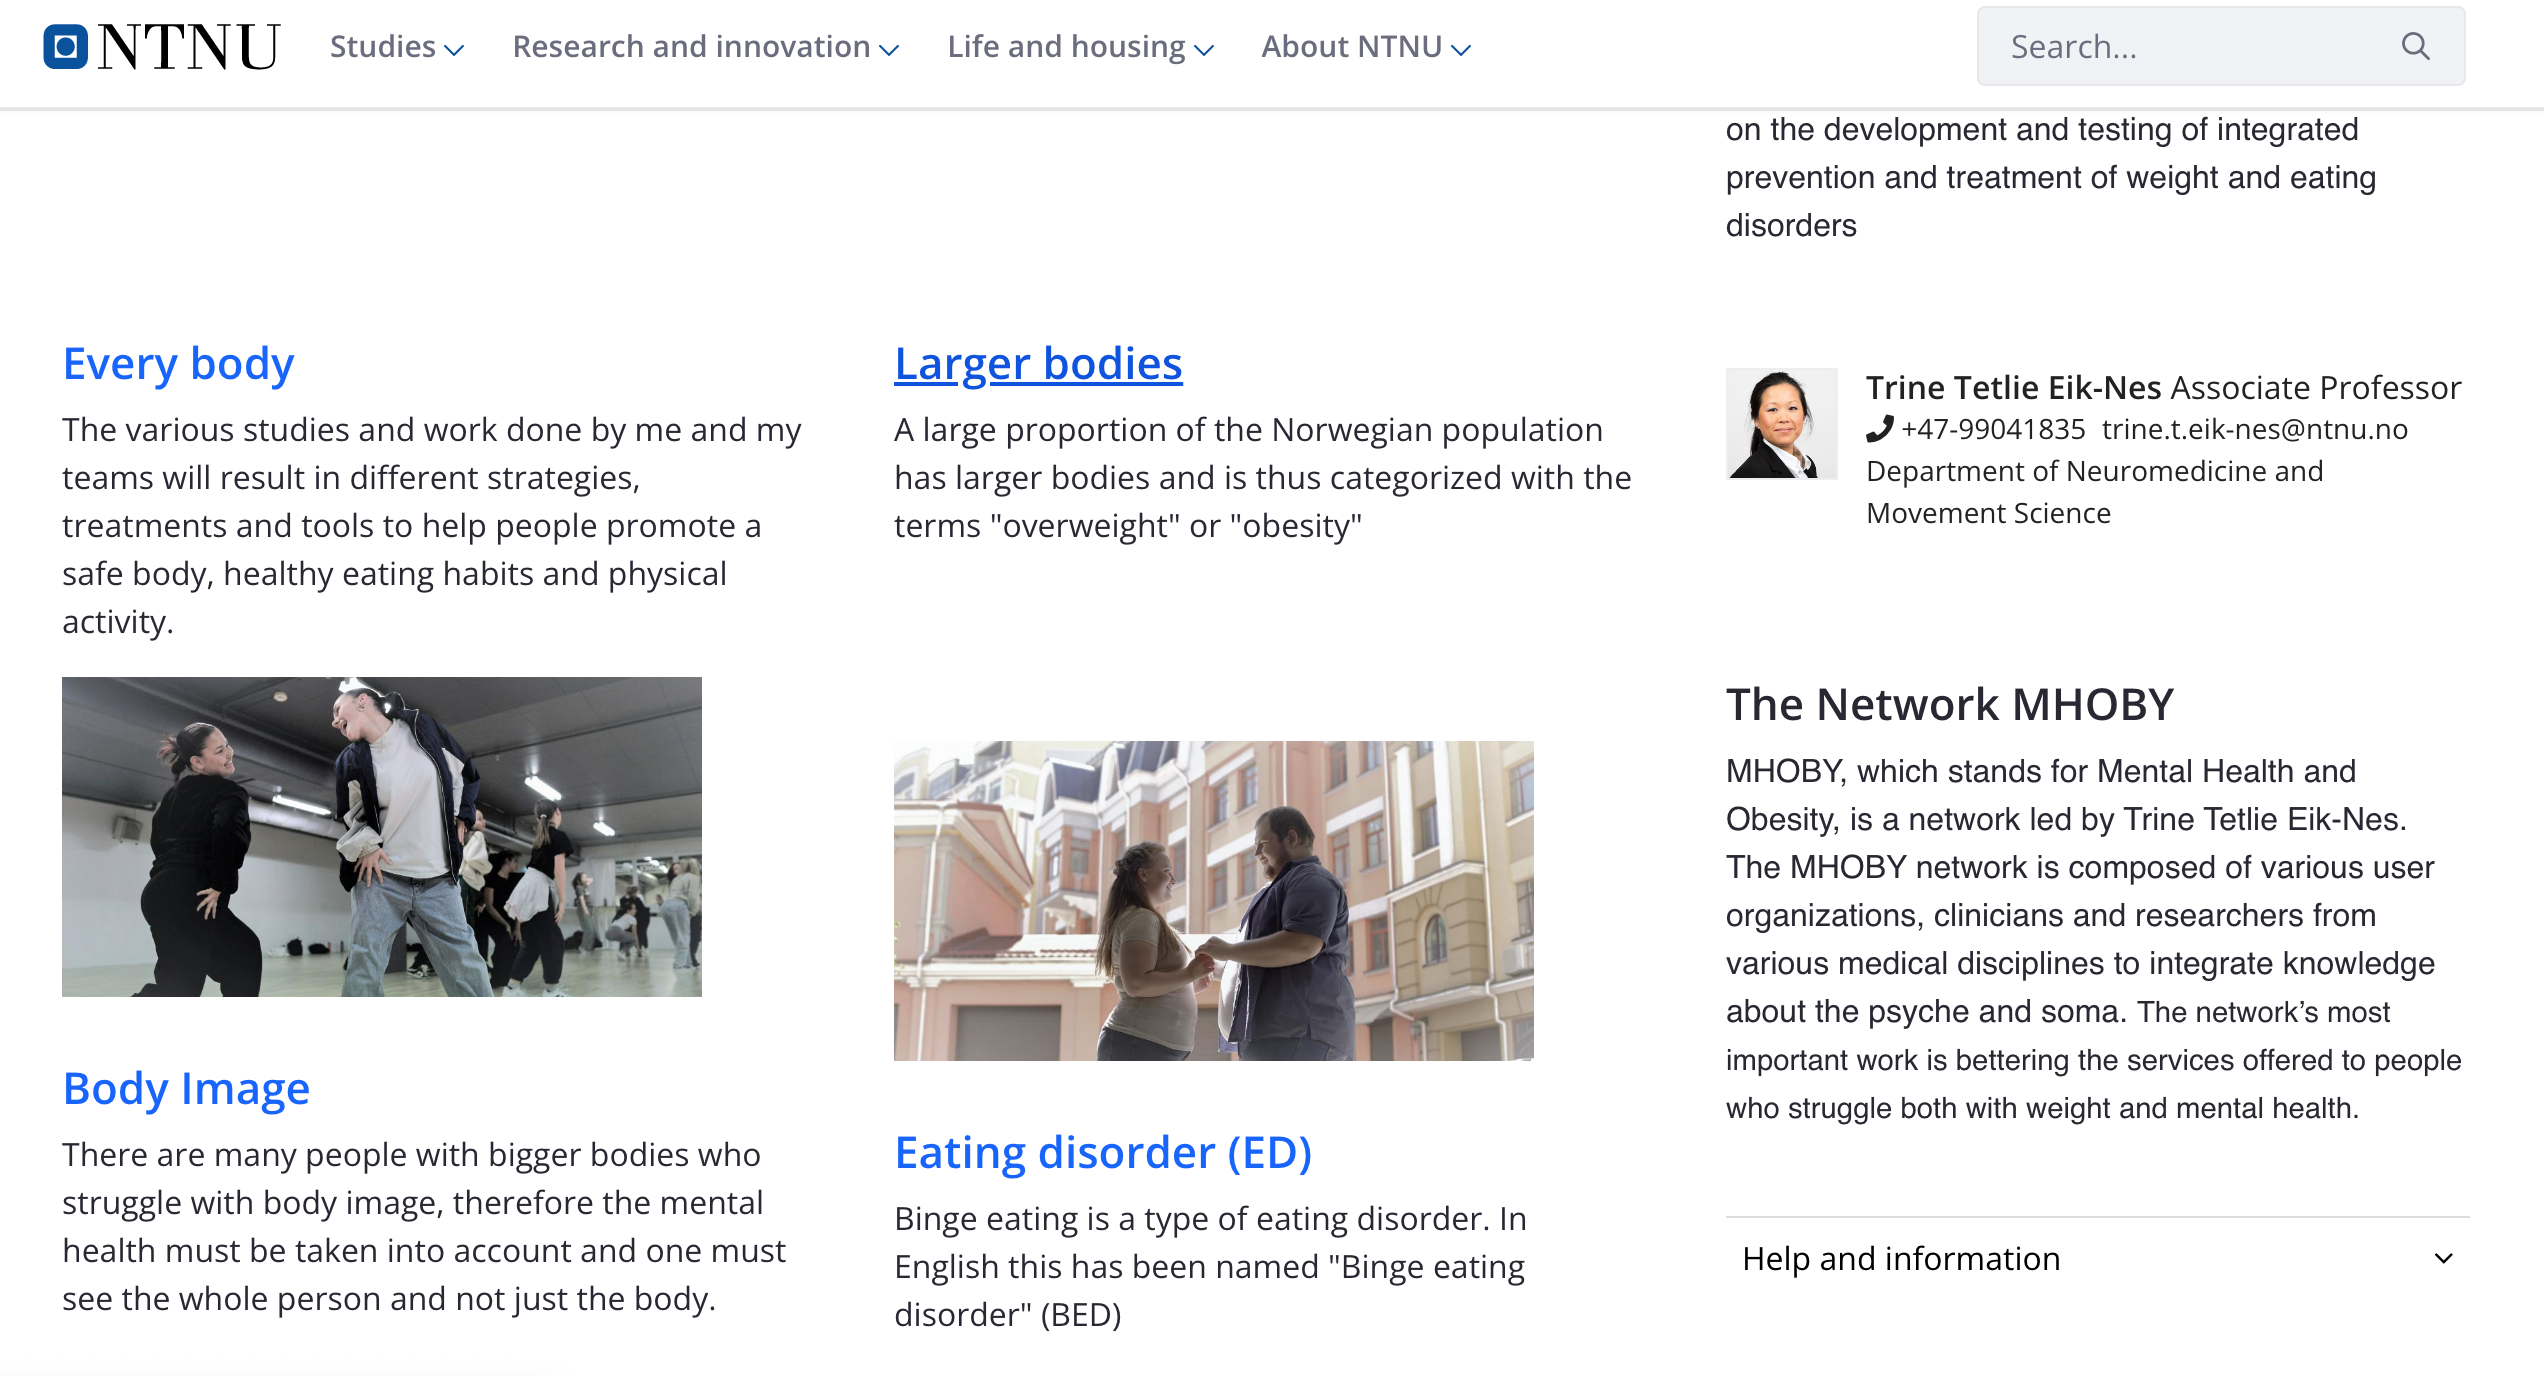 NTNU
Studies
Research and innovation
Life and housing
About NTNU
Search...
on the development and testing of integrated
prevention and treatment of weight and eating
disorders
Every body
The various studies and work done by me and my
teams will result in different strategies,
treatments and tools to help people promote a
safe body, healthy eating habits and physical
activity.
Larger bodies
A large proportion of the Norwegian population
has larger bodies and is thus categorized with the
terms "overweight" or "obesity"
Trine Tetlie Eik-Nes Associate Professor
+47-99041835 trine.t.eik-nes@ntnu.no
Department of Neuromedicine and
Movement Science
Body Image
There are many people with bigger bodies who
struggle with body image, therefore the mental
health must be taken into account and one must
see the whole person and not just the body.
Eating disorder (ED)
Binge eating is a type of eating disorder. In
English this has been named "Binge eating
disorder" (BED)
The Network MHOBY
MHOBY, which stands for Mental Health and
Obesity, is a network led by Trine Tetlie Eik-Nes.
The MHOBY network is composed of various user
organizations, clinicians and researchers from
various medical disciplines to integrate knowledge
about the psyche and soma. The network’s most
important work is bettering the services offered to people
who struggle both with weight and mental health.
Help and information